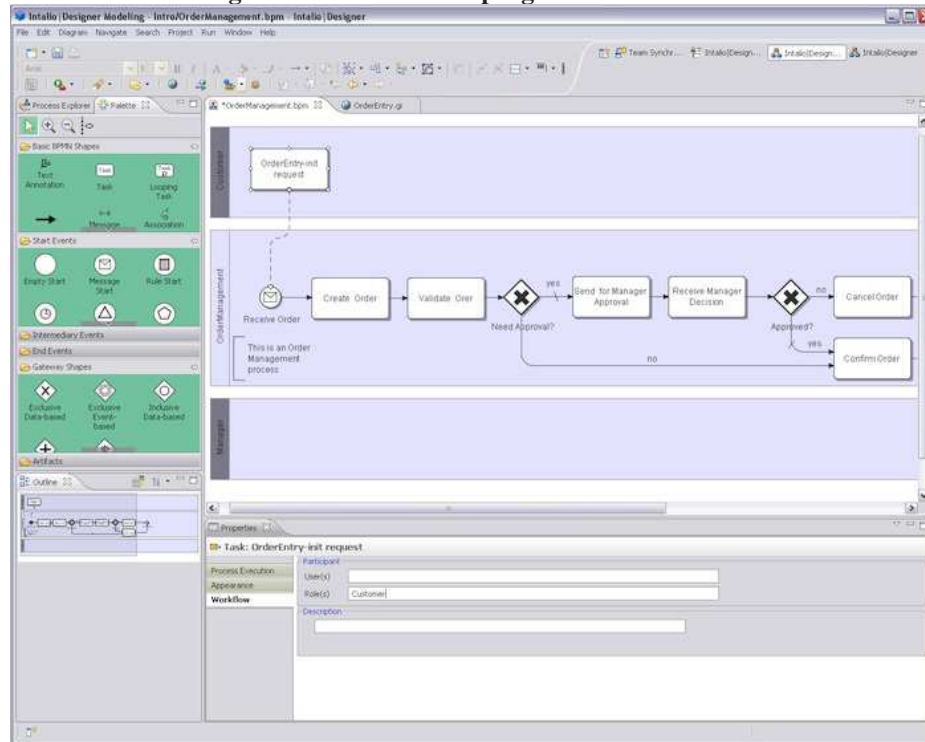 Intalio|Designer Modeling - Intro/OrderManagement.bpm - Intalio|Designer
File Edit Diagram Navigate Search Project Run Window Help
Team Synchr... Intalio|Design... Intalio|Design... Intalio|Designer
Process Explorer Palette
*OrderManagement.bpm OrderEntry.gi
Basic BPMN Shapes
Text Annotation
Task
Looping Task
Message
Association
Start Events
Empty Start
Message Start
Rule Start
Intermediary Events
End Events
Gateway Shapes
Exclusive Data-based
Exclusive Event-based
Inclusive Data-based
Artifacts
Outline
Customer
OrderEntry-init request
OrderManagement
Receive Order
Create Order
Validate Orer
Need Approval?
yes
Send for Manager Approval
Receive Manager Decision
Approved?
no
Cancel Order
yes
Confirm Order
no
This is an Order
Management
process
Manager
Properties
Task: OrderEntry-init request
Process Execution
Appearance
Workflow
Participant
User(s)
Role(s) Customer
Description